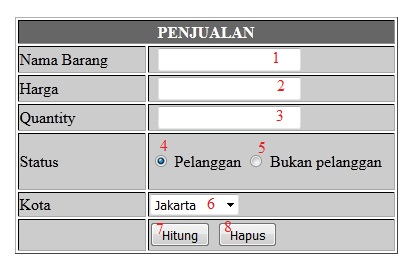 PENJUALAN
Nama Barang 1
Harga 2
Quantity 3
Status 4 Pelanggan 5 Bukan pelanggan
Kota Jakarta 6
7 Hitung 8 Hapus